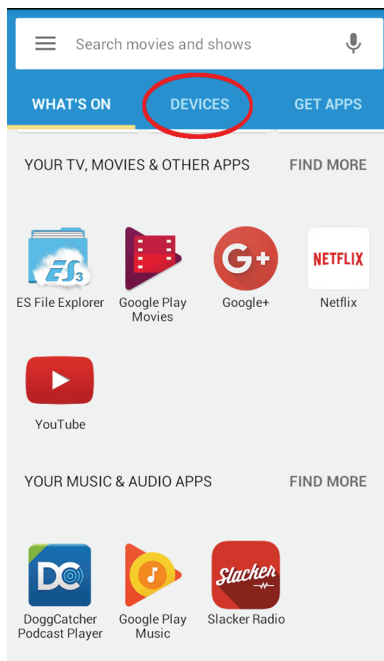 Search movies and shows
WHAT'S ON DEVICES GET APPS
YOUR TV, MOVIES & OTHER APPS FIND MORE
ES 3 G+ NETFLIX
ES File Explorer Google Play Movies Google+ Netflix
YouTube
YOUR MUSIC & AUDIO APPS FIND MORE
DC Slacker
DoggCatcher Podcast Player Google Play Music Slacker Radio